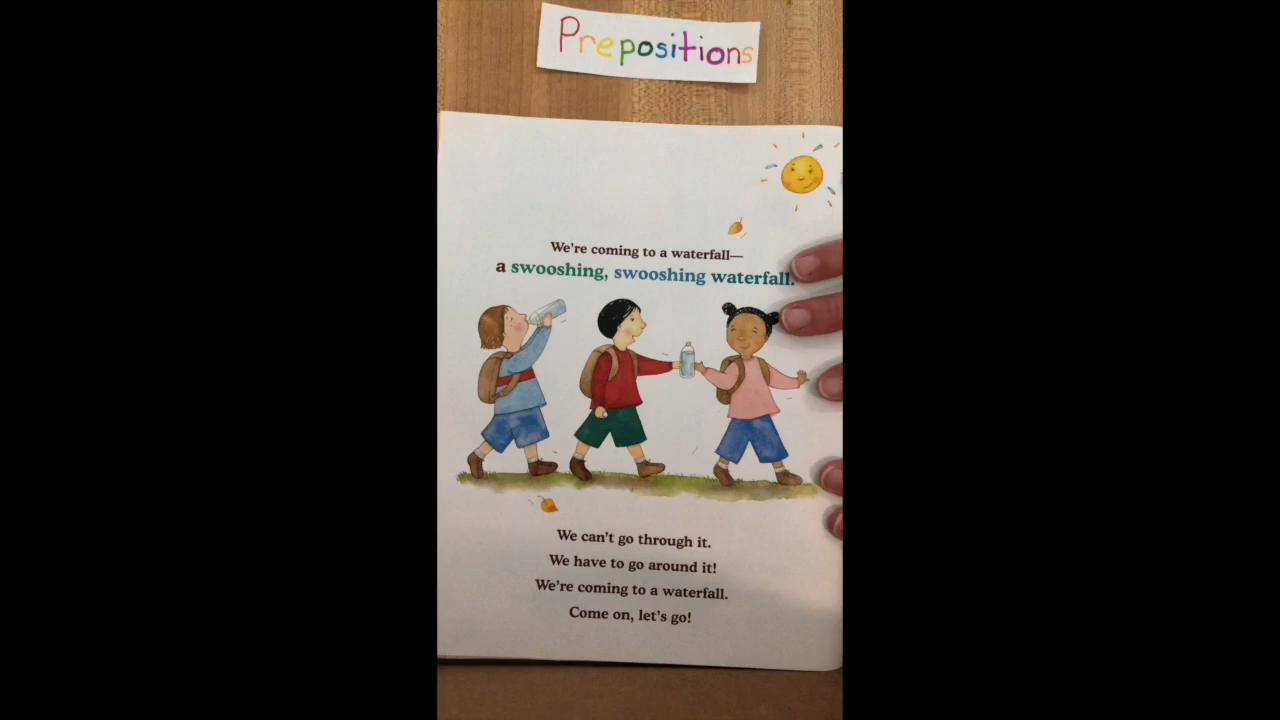 Prepositions
We're coming to a waterfall—
a swooshing, swooshing waterfall.
We can't go through it.
We have to go around it!
We're coming to a waterfall.
Come on, let's go!